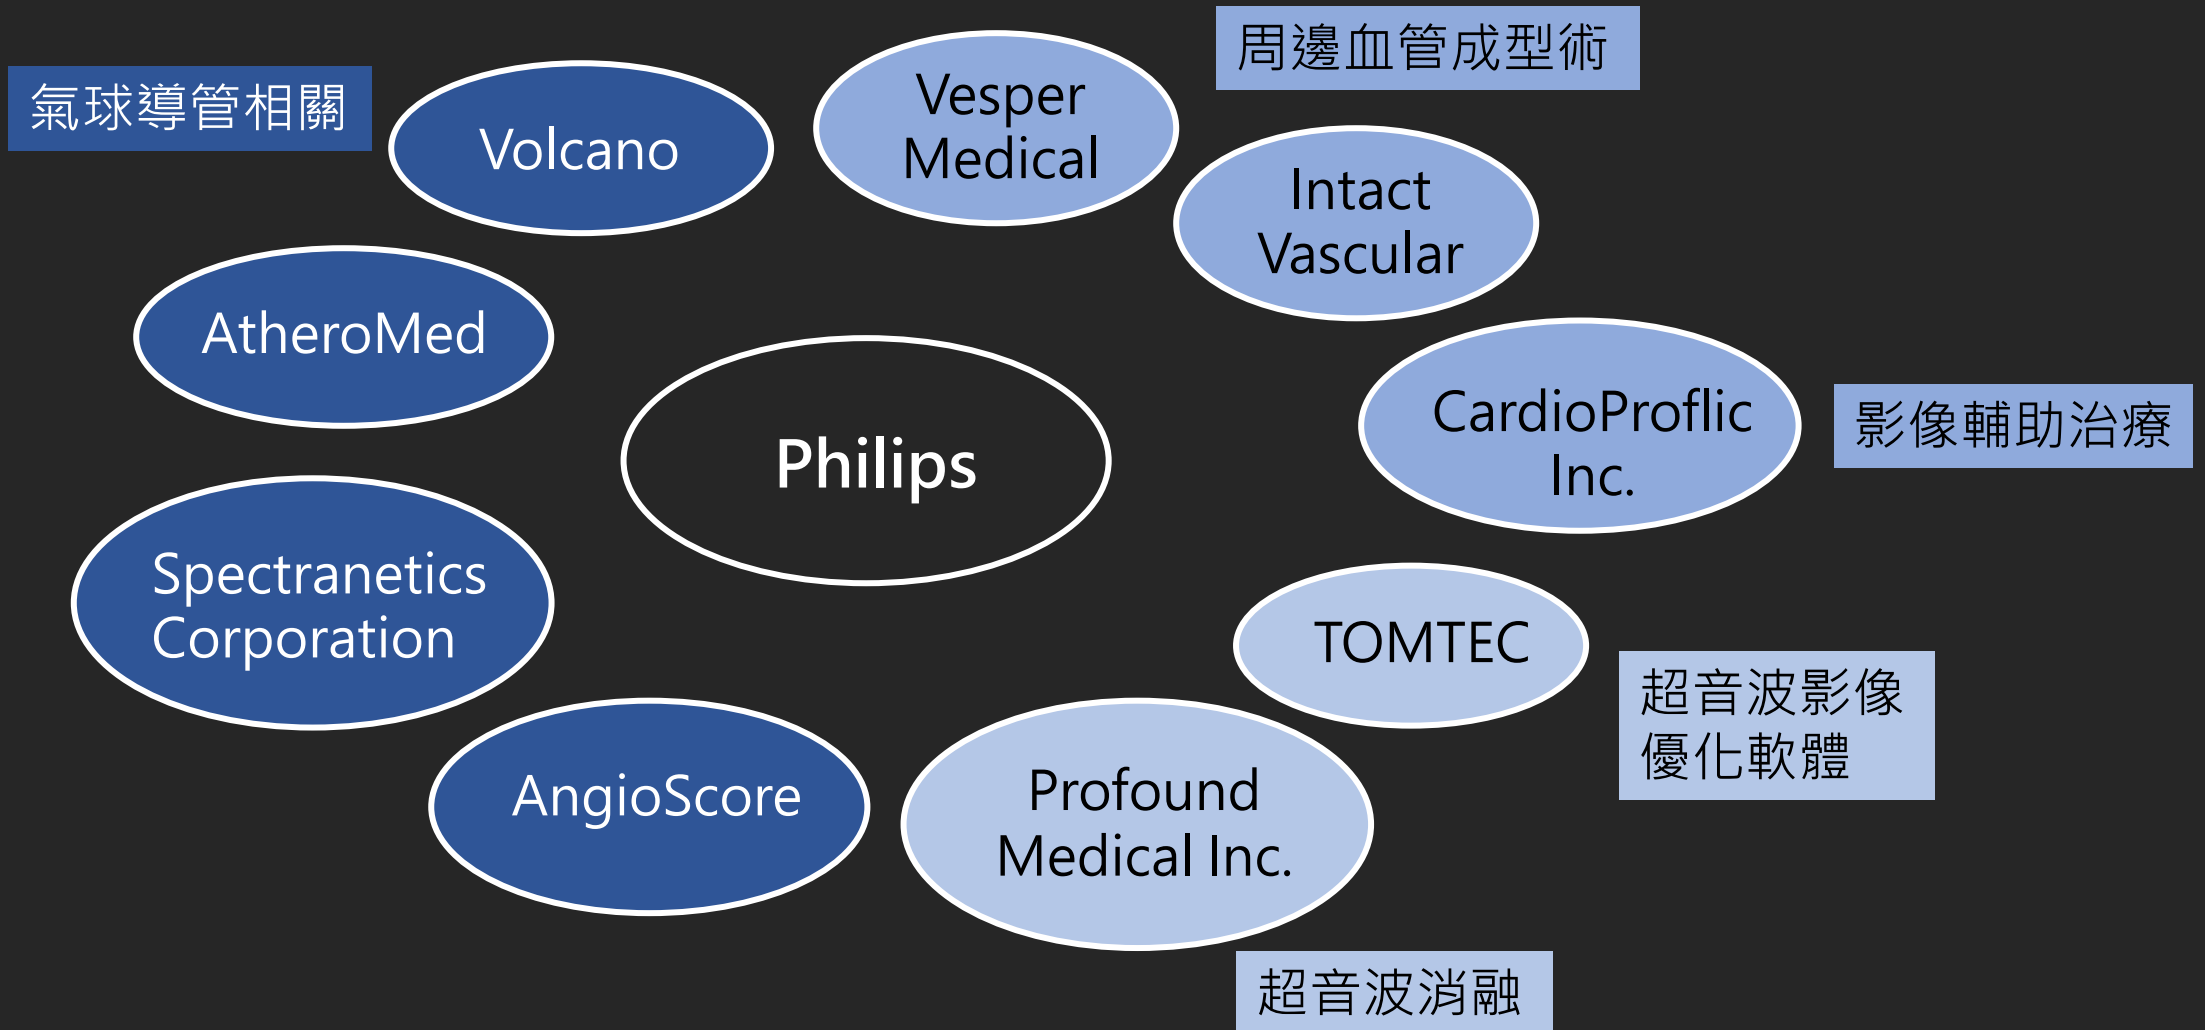 周邊血管成型術
氣球導管相關
Vesper
Medical
Volcano
Intact
Vascular
AtheroMed
CardioProflic
Inc.
影像輔助治療
Philips
Spectranetics
Corporation
TOMTEC
超音波影像
優化軟體
AngioScore
Profound
Medical Inc.
超音波消融